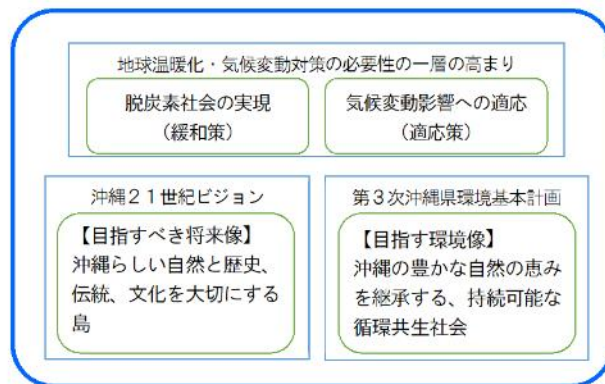 地球温暖化・気候変動対策の必要性の一層の高まり
脱炭素社会の実現
（緩和策）
気候変動影響への適応
（適応策）
沖縄２１世紀ビジョン
【目指すべき将来像】
沖縄らしい自然と歴史、
伝統、文化を大切にする
島
第３次沖縄県環境基本計画
【目指す環境像】
沖縄の豊かな自然の恵み
を継承する、持続可能な
循環共生社会